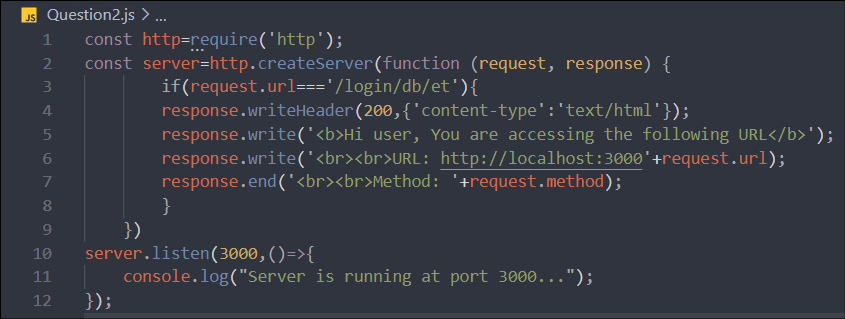 JS Question2.js > ...
1 const http=require('http');
2 const server=http.createServer(function (request, response) {
3 if(request.url==='/login/db/et'){
4 response.writeHeader(200,{'content-type':'text/html'});
5 response.write('<b>Hi user, You are accessing the following URL</b>');
6 response.write('<br><br>URL: http://localhost:3000'+request.url);
7 response.end('<br><br>Method: '+request.method);
8 }
9 })
10 server.listen(3000,()=>{
11 console.log("Server is running at port 3000...");
12 });